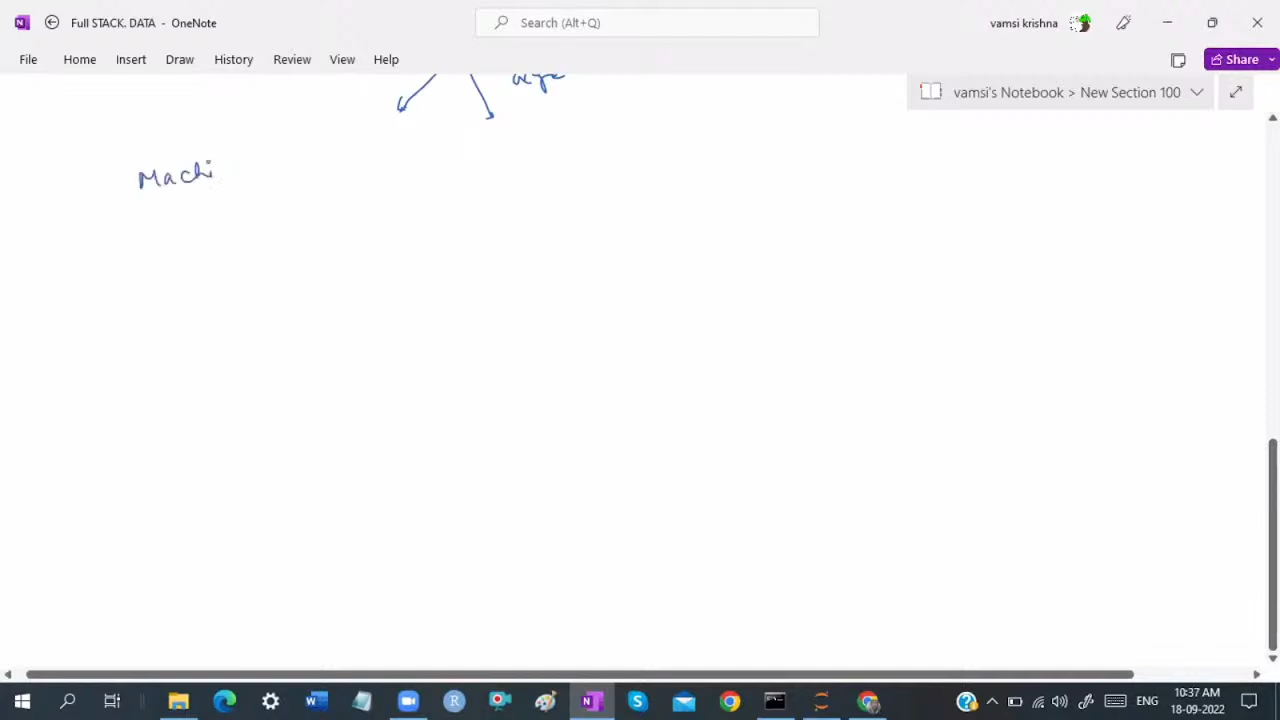 Full STACK. DATA - OneNote
Search (Alt+Q)
vamsi krishna
File Home Insert Draw History Review View Help
Share
vamsi's Notebook > New Section 100
Machi
ENG
10:37 AM
18-09-2022